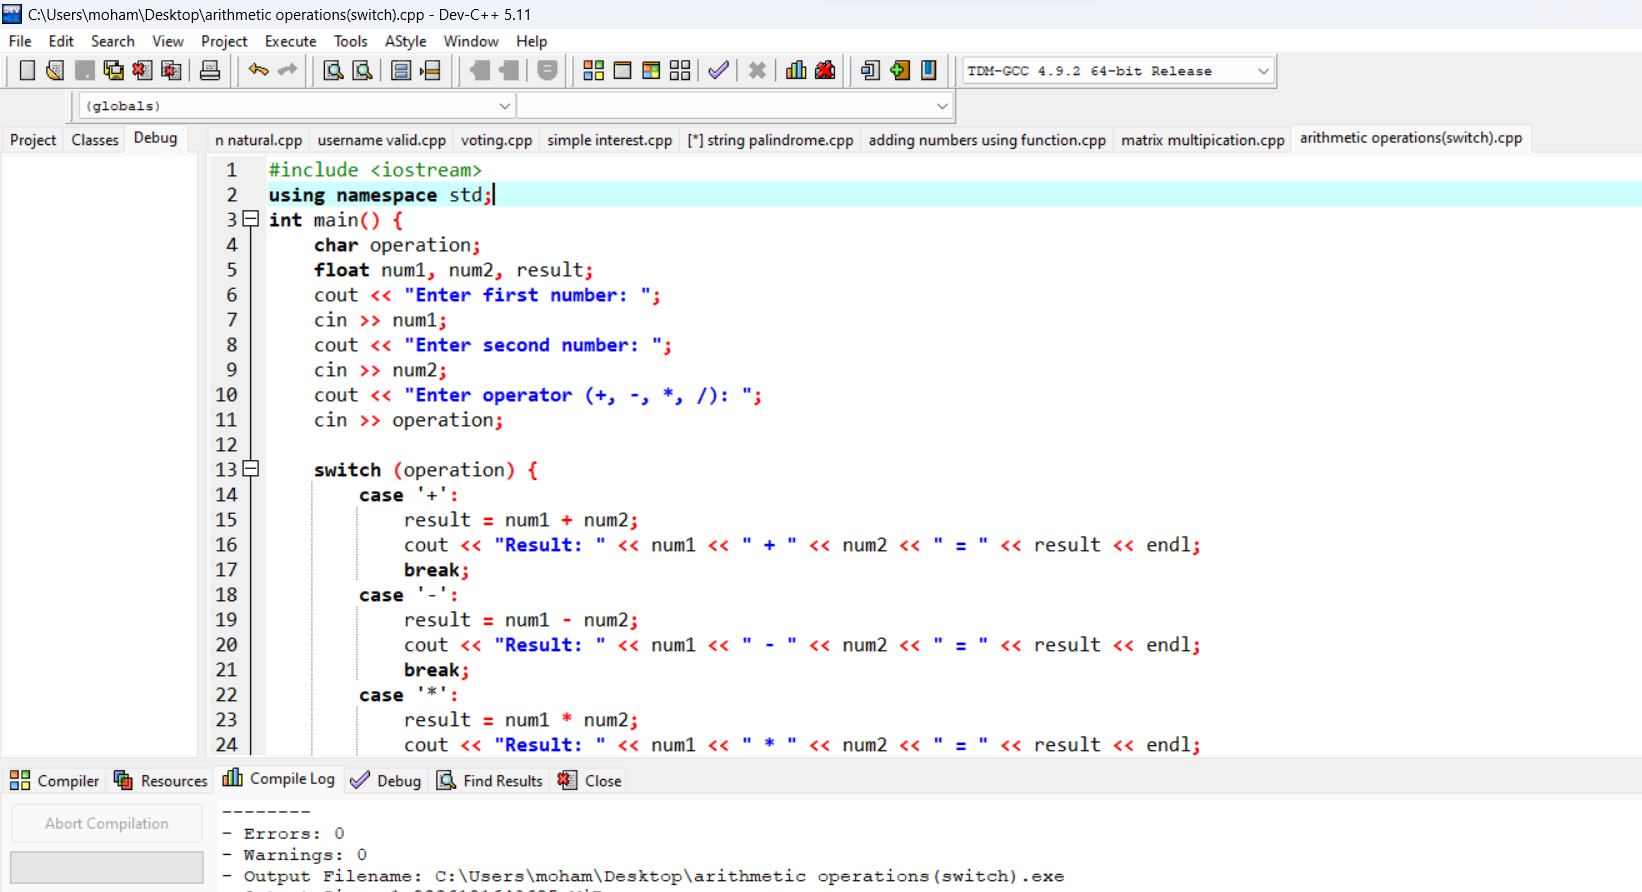 C:\Users\moham\Desktop\arithmetic operations(switch).cpp - Dev-C++ 5.11
File Edit Search View Project Execute Tools AStyle Window Help
TDM-GCC 4.9.2 64-bit Release
(globals)
Project Classes Debug n natural.cpp username valid.cpp voting.cpp simple interest.cpp [*] string palindrome.cpp adding numbers using function.cpp matrix multipication.cpp arithmetic operations(switch).cpp
1 #include <iostream>
2 using namespace std;
3 int main() {
4 char operation;
5 float num1, num2, result;
6 cout << "Enter first number: ";
7 cin >> num1;
8 cout << "Enter second number: ";
9 cin >> num2;
10 cout << "Enter operator (+, -, *, /): ";
11 cin >> operation;
12
13 switch (operation) {
14 case '+':
15 result = num1 + num2;
16 cout << "Result: " << num1 << " + " << num2 << " = " << result << endl;
17 break;
18 case '-':
19 result = num1 - num2;
20 cout << "Result: " << num1 << " - " << num2 << " = " << result << endl;
21 break;
22 case '*':
23 result = num1 * num2;
24 cout << "Result: " << num1 << " * " << num2 << " = " << result << endl;
Compiler Resources Compile Log Debug Find Results Close
Abort Compilation
--------
- Errors: 0
- Warnings: 0
- Output Filename: C:\Users\moham\Desktop\arithmetic operations(switch).exe